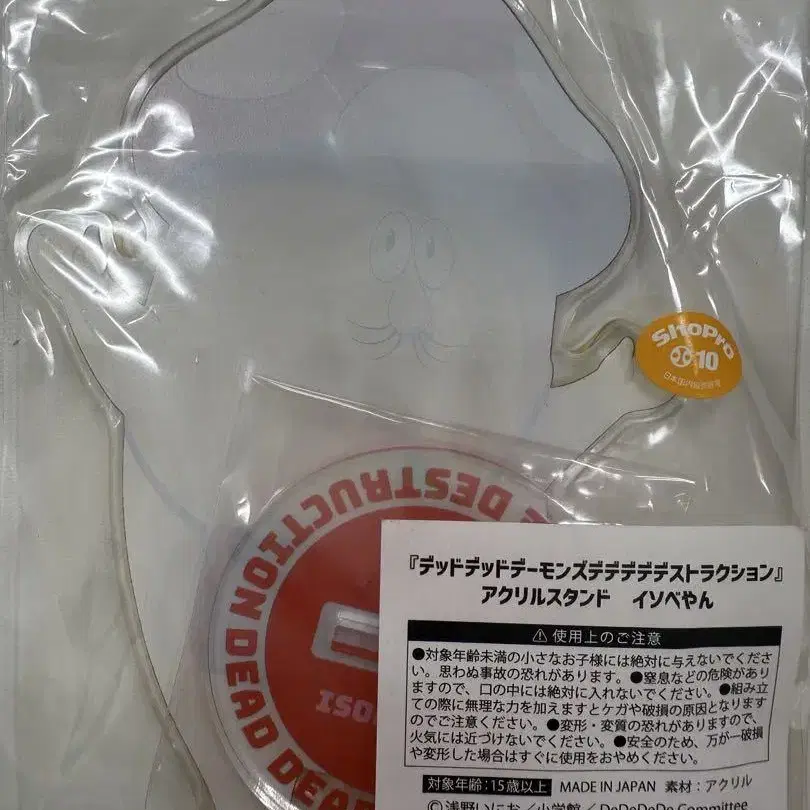 ShoPro
10
DESTRUCTION DEAD DEAD
ISO
『デッドデッドデーモンズデデデデデストラクション』
アクリルスタンド イソベやん
⚠ 使用上のご注意
●対象年齢未満の小さなお子様には絶対に与えないでくださ
い。思わぬ事故の恐れがあります。●窒息などの危険があり
ますので、口の中には絶対に入れないでください。●組み立
ての際に無理な力を加えますとケガや破損の原因となります
のでご注意ください。●変形・変質の恐れがありますので、
火気には近づけないでください。●安全のため、万が一破損
や変形した場合はすぐに使用をおやめください。
対象年齢:15歳以上 MADE IN JAPAN 素材:アクリル
©浅野いにお/小学館/DeDeDeDe Committee